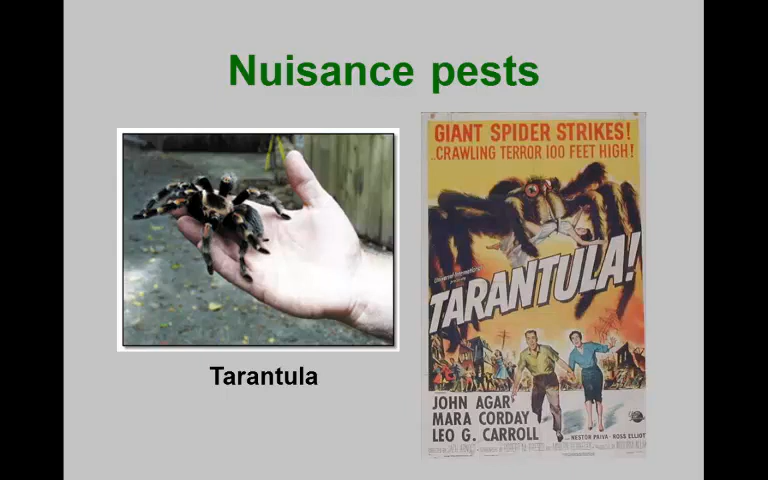 Nuisance pests
GIANT SPIDER STRIKES!
..CRAWLING TERROR 100 FEET HIGH!
TARANTULA!
Tarantula
JOHN AGAR
MARA CORDAY
LEO G. CARROLL
NESTOR PAIVA · ROSS ELLIOTT